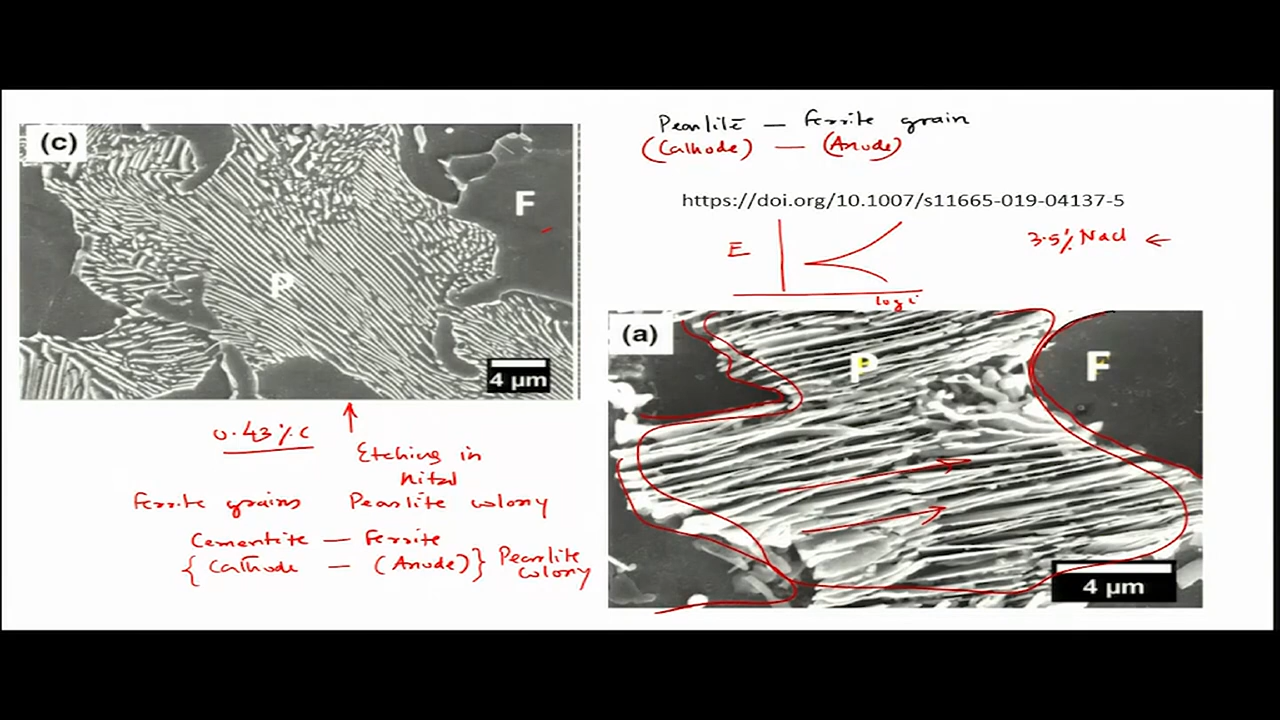 (c)
F
P
4 µm
0.43%C
Etching in
Nital
Ferrite grains Pearlite colony
Cementite — Ferrite
{ Cathode — (Anode) } Pearlite
colony
Pearlite — Ferrite grain
(Cathode) — (Anode)
https://doi.org/10.1007/s11665-019-04137-5
E
log i
3.5% NaCl ←
(a)
P
F
4 µm